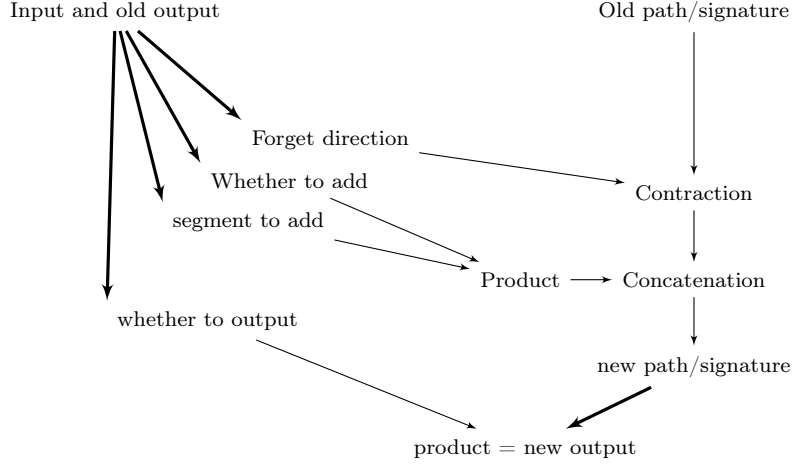 Input and old output
Old path/signature
Forget direction
Whether to add
Contraction
segment to add
Product
Concatenation
whether to output
new path/signature
product = new output